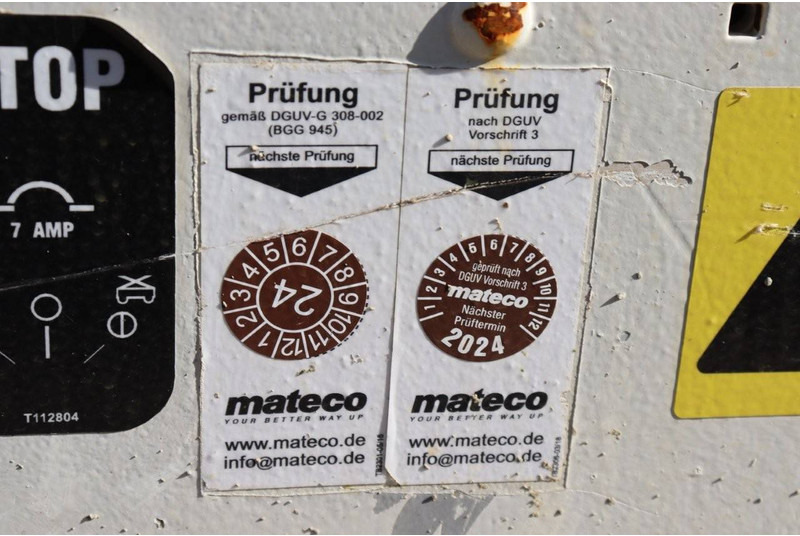 TOP
7 AMP
T112804
Prüfung
gemäß DGUV-G 308-002
(BGG 945)
nächste Prüfung
1 2 3 4 5 6 7 8 9 10 11 12
24
mateco
YOUR BETTER WAY UP
www.mateco.de
info@mateco.de
Prüfung
nach DGUV
Vorschrift 3
nächste Prüfung
1 2 3 4 5 6 7 8 9 10 11 12
geprüft nach
DGUV Vorschrift 3
mateco
Nächster
Prüftermin
2024
mateco
YOUR BETTER WAY UP
www.mateco.de
info@mateco.de